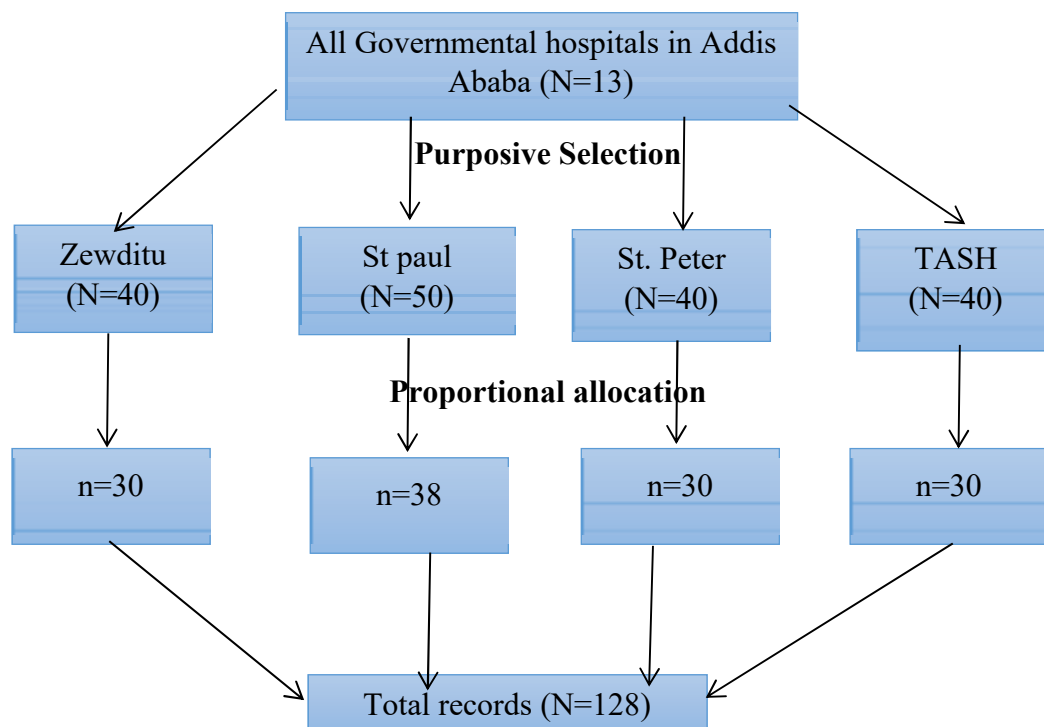 All Governmental hospitals in Addis
Ababa (N=13)
Purposive Selection
Zewditu
(N=40)
St paul
(N=50)
St. Peter
(N=40)
TASH
(N=40)
Proportional allocation
n=30
n=38
n=30
n=30
Total records (N=128)